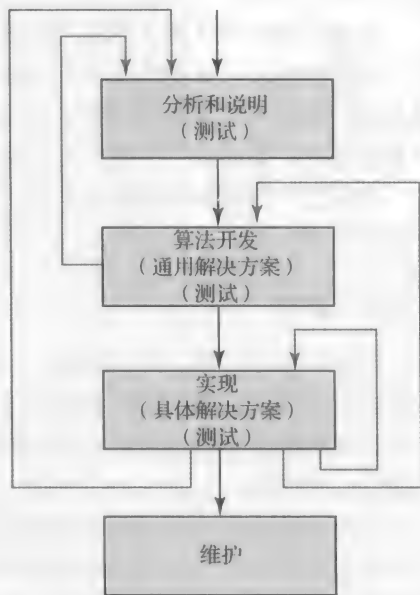 分析和说明
（测试）
算法开发
（通用解决方案）
（测试）
实现
（具体解决方案）
（测试）
维护